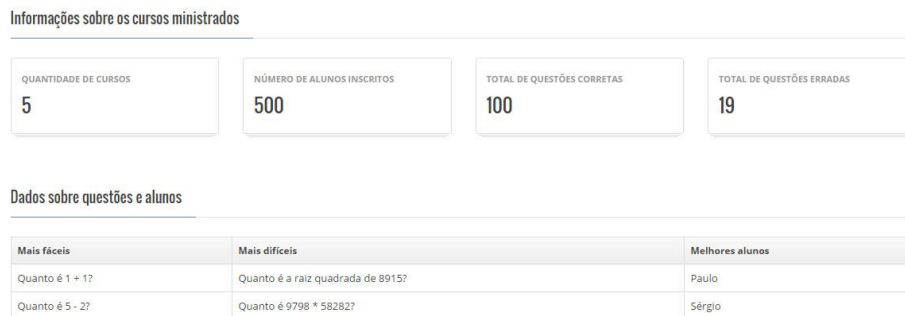 Informações sobre os cursos ministrados
QUANTIDADE DE CURSOS NÚMERO DE ALUNOS INSCRITOS TOTAL DE QUESTÕES CORRETAS TOTAL DE QUESTÕES ERRADAS
5 500 100 19
Dados sobre questões e alunos
Mais fáceis Mais difíceis Melhores alunos
Quanto é 1 + 1? Quanto é a raiz quadrada de 8915? Paulo
Quanto é 5 - 2? Quanto é 9798 * 58282? Sérgio